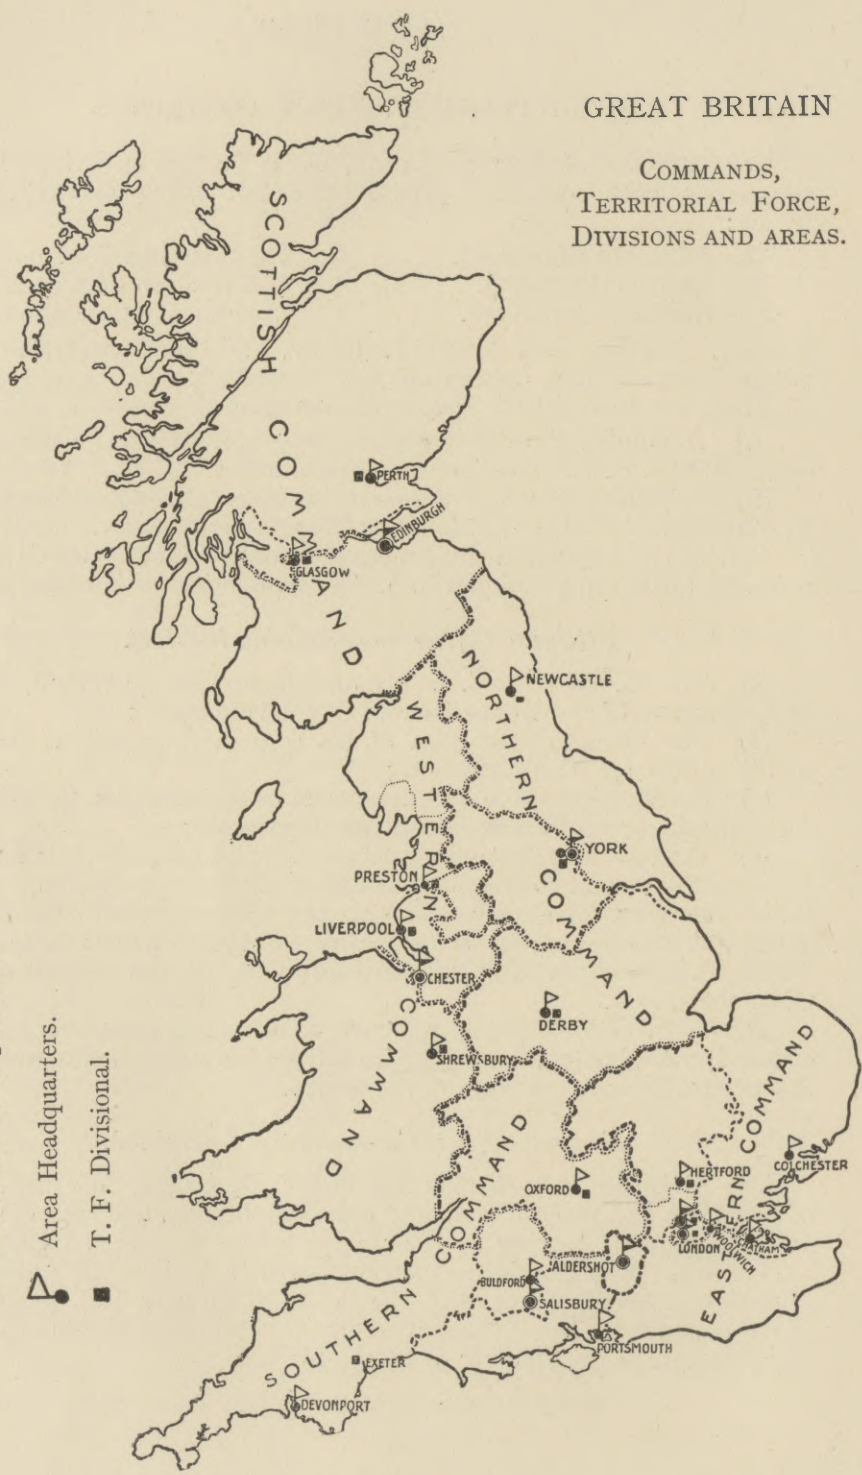 GREAT BRITAIN
COMMANDS,
TERRITORIAL FORCE,
DIVISIONS AND AREAS.
SCOTTISH COMMAND
PERTH
EDINBURGH
GLASGOW
NORTHERN COMMAND
NEWCASTLE
WESTERN COMMAND
YORK
PRESTON
LIVERPOOL
CHESTER
DERBY
SHREWSBURY
EASTERN COMMAND
COLCHESTER
HERTFORD
OXFORD
LONDON
WOOLWICH
CHATHAM
SOUTHERN COMMAND
ALDERSHOT
BULDFORD
SALISBURY
PORTSMOUTH
EXETER
DEVONPORT
Area Headquarters.
T. F. Divisional.